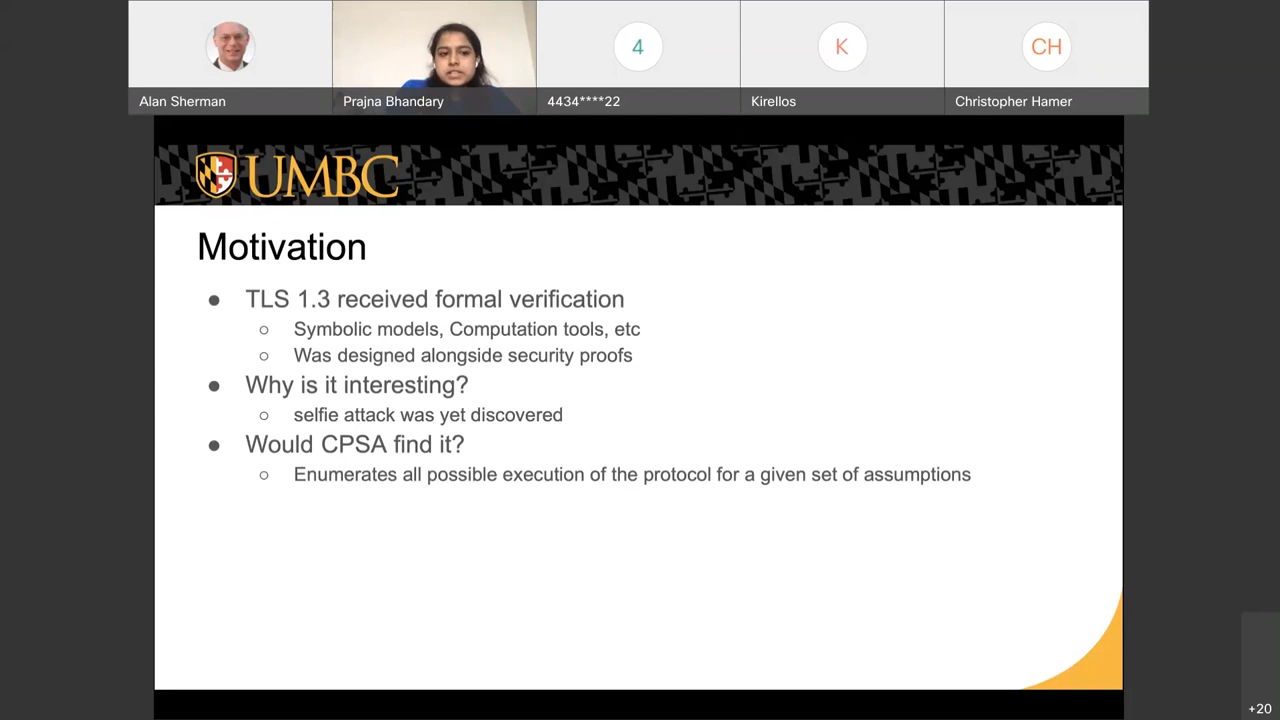 4
K
CH
Alan Sherman
Prajna Bhandary
4434****22
Kirellos
Christopher Hamer
UMBC
Motivation
● TLS 1.3 received formal verification
○ Symbolic models, Computation tools, etc
○ Was designed alongside security proofs
● Why is it interesting?
○ selfie attack was yet discovered
● Would CPSA find it?
○ Enumerates all possible execution of the protocol for a given set of assumptions
+20